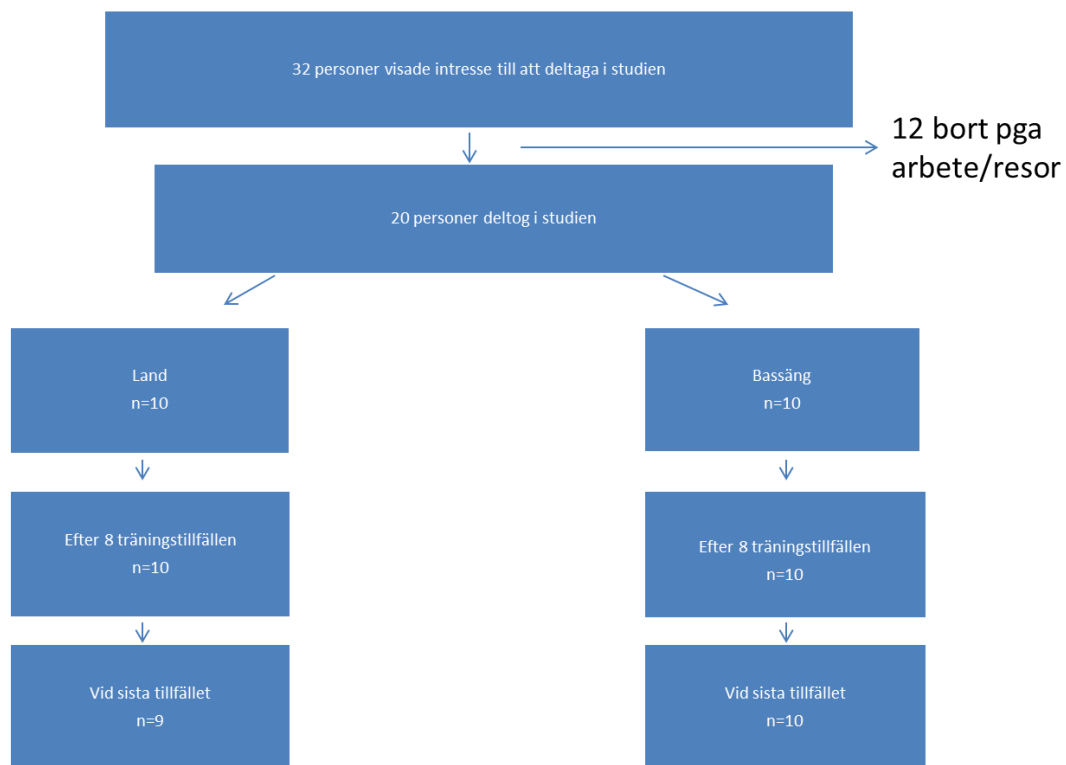 32 personer visade intresse till att deltaga i studien
12 bort pga
arbete/resor
20 personer deltog i studien
Land
n=10
Bassäng
n=10
Efter 8 träningstillfällen
n=10
Efter 8 träningstillfällen
n=10
Vid sista tillfället
n=9
Vid sista tillfället
n=10